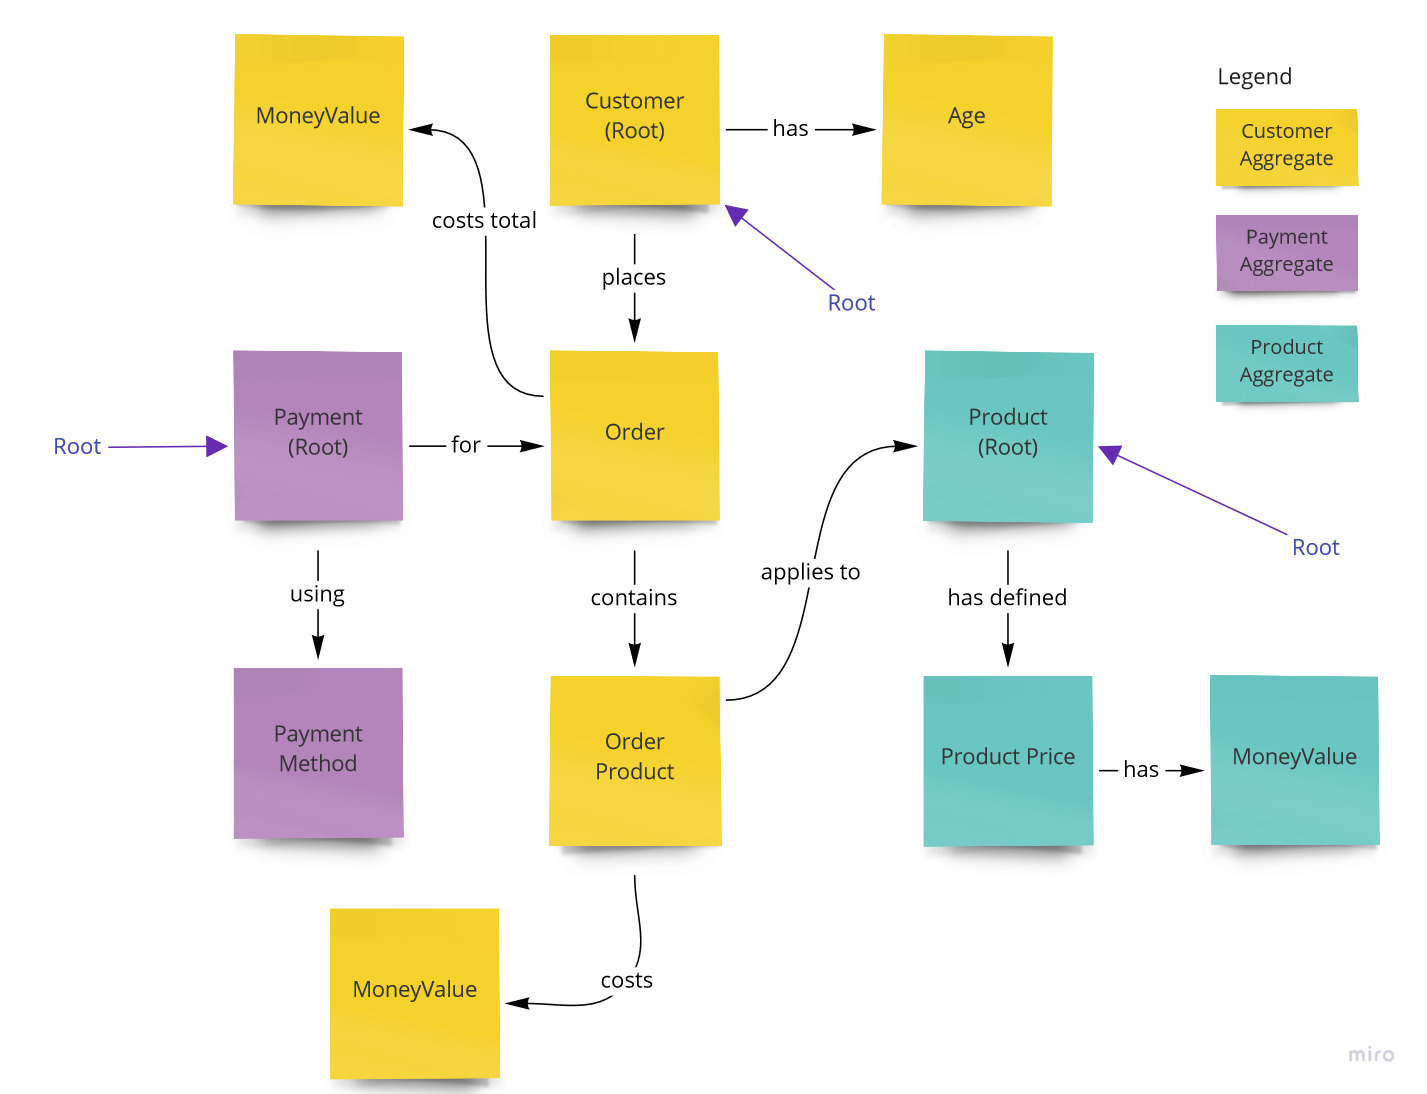 MoneyValue
Customer
(Root)
has
Age
Legend
Customer
Aggregate
costs total
places
Root
Payment
Aggregate
Product
Aggregate
Root
Payment
(Root)
for
Order
Product
(Root)
Root
using
contains
applies to
has defined
Payment
Method
Order
Product
Product Price
has
MoneyValue
MoneyValue
costs
miro